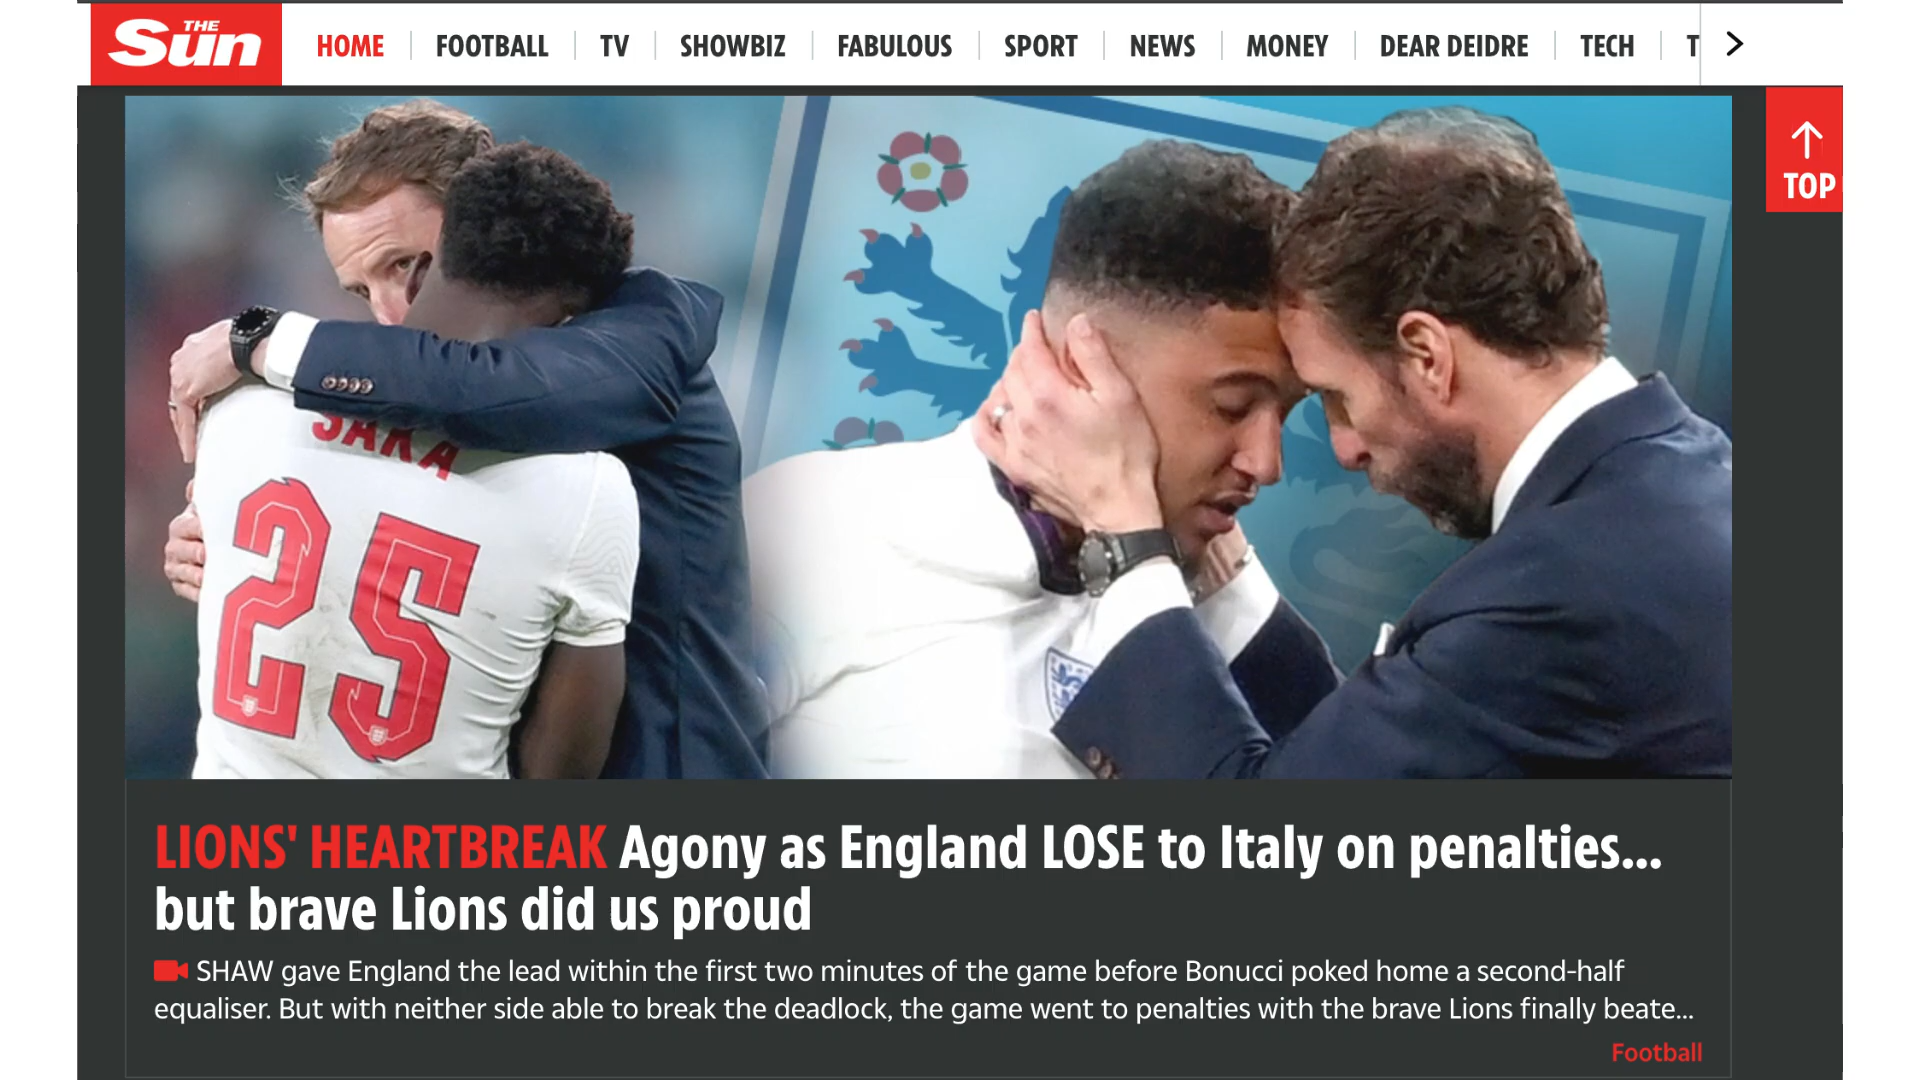 THE
Sun
HOME
FOOTBALL
TV
SHOWBIZ
FABULOUS
SPORT
NEWS
MONEY
DEAR DEIDRE
TECH
T
TOP
SAKA
25
LIONS' HEARTBREAK Agony as England LOSE to Italy on penalties...
but brave Lions did us proud
SHAW gave England the lead within the first two minutes of the game before Bonucci poked home a second-half
equaliser. But with neither side able to break the deadlock, the game went to penalties with the brave Lions finally beate...
Football